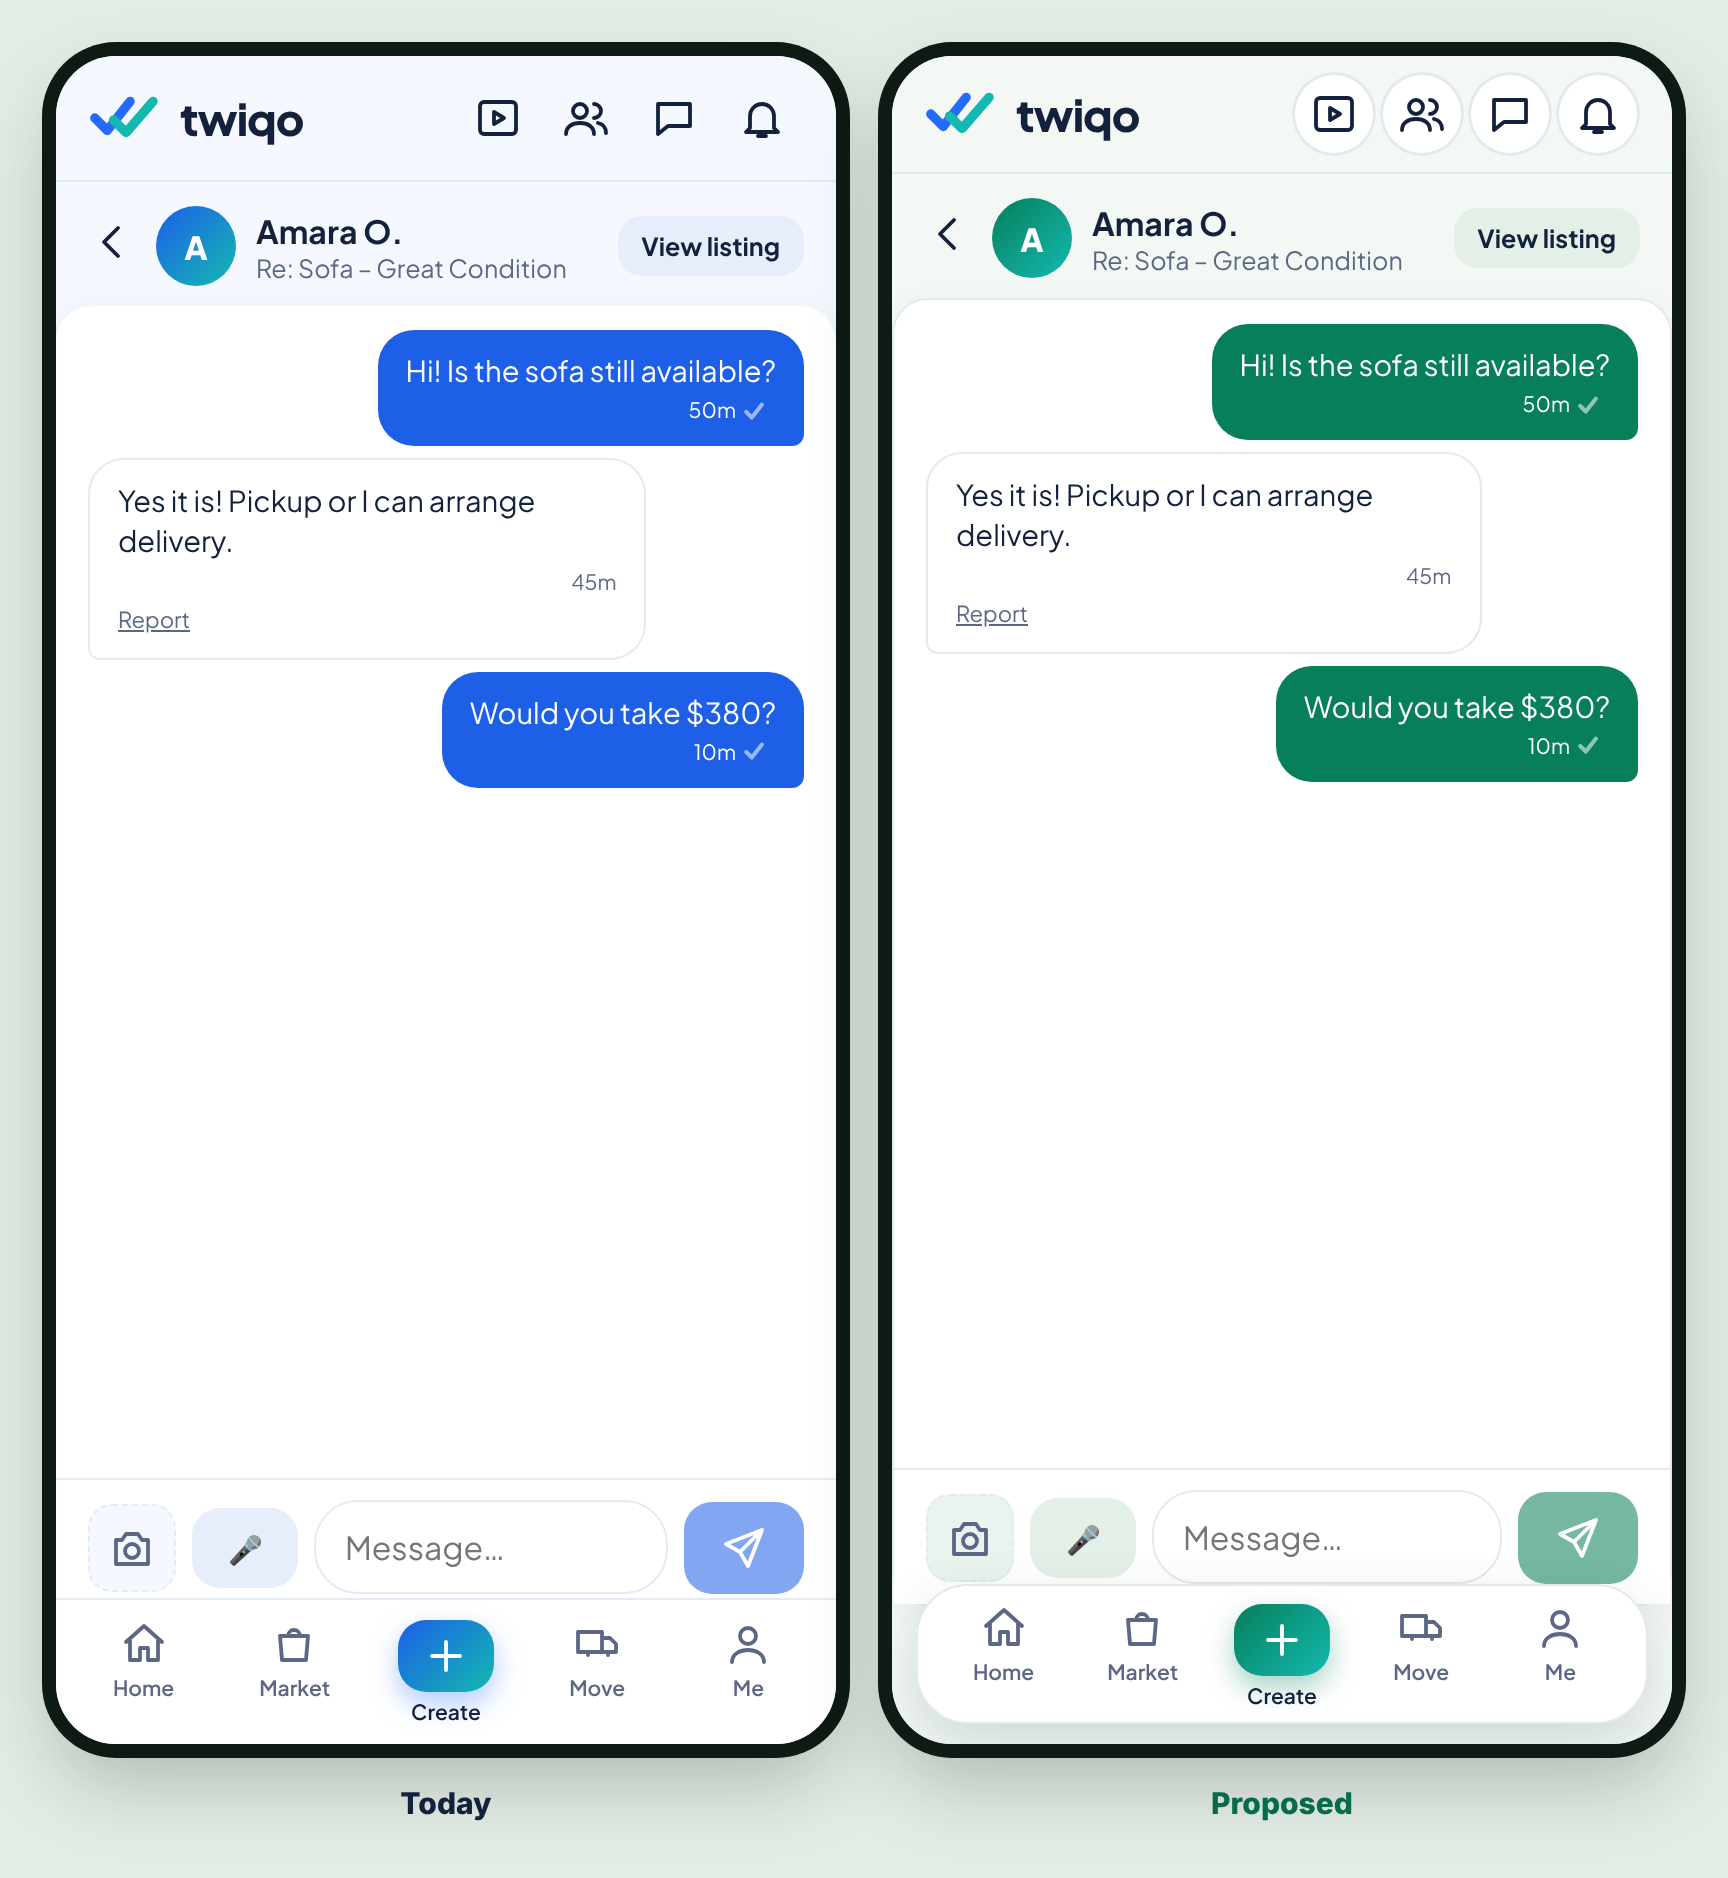 twiqo
A
Amara O.
Re: Sofa – Great Condition
View listing
Hi! Is the sofa still available?
50m
Yes it is! Pickup or I can arrange
delivery.
45m
Report
Would you take $380?
10m
Message...
Home
Market
Create
Move
Me
Today
twiqo
A
Amara O.
Re: Sofa – Great Condition
View listing
Hi! Is the sofa still available?
50m
Yes it is! Pickup or I can arrange
delivery.
45m
Report
Would you take $380?
10m
Message...
Home
Market
Create
Move
Me
Proposed